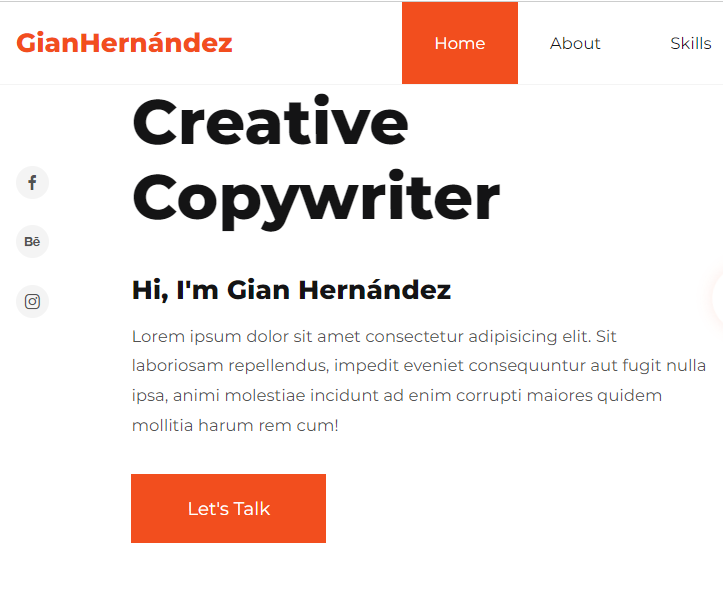 GianHernández
Home
About
Skills
Creative
Copywriter
Bē
Hi, I'm Gian Hernández
Lorem ipsum dolor sit amet consectetur adipisicing elit. Sit
laboriosam repellendus, impedit eveniet consequuntur aut fugit nulla
ipsa, animi molestiae incidunt ad enim corrupti maiores quidem
mollitia harum rem cum!
Let's Talk